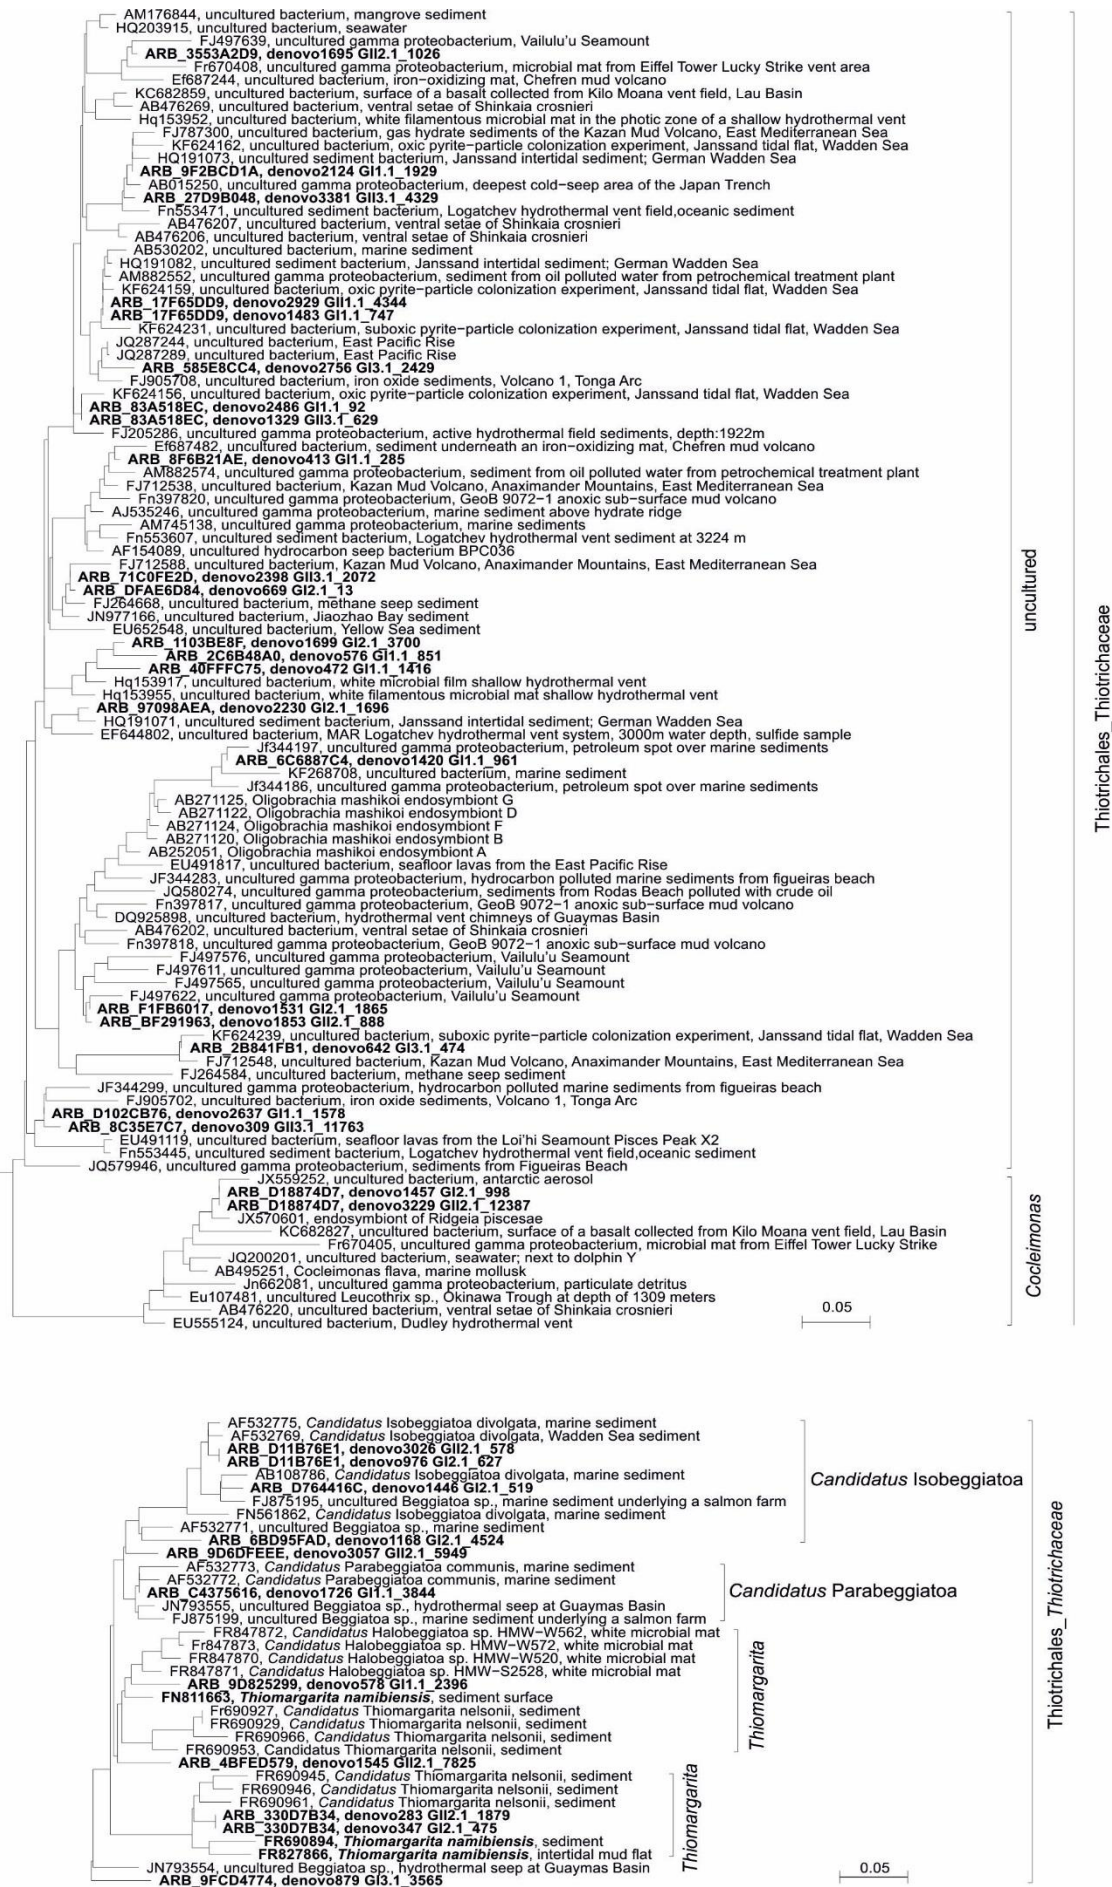 AM176844, uncultured bacterium, mangrove sediment
HQ203915, uncultured bacterium, seawater
FJ497639, uncultured gamma proteobacterium, Vailulu'u Seamount
ARB_3553A2D9, denovo1695 GII2.1_1026
Fr670408, uncultured gamma proteobacterium, microbial mat from Eiffel Tower Lucky Strike vent area
Ef687244, uncultured bacterium, iron−oxidizing mat, Chefren mud volcano
KC682859, uncultured bacterium, surface of a basalt collected from Kilo Moana vent field, Lau Basin
AB476269, uncultured bacterium, ventral setae of Shinkaia crosnieri
Hq153952, uncultured bacterium, white filamentous microbial mat in the photic zone of a shallow hydrothermal vent
FJ787300, uncultured bacterium, gas hydrate sediments of the Kazan Mud Volcano, East Mediterranean Sea
KF624162, uncultured bacterium, oxic pyrite−particle colonization experiment, Janssand tidal flat, Wadden Sea
HQ191073, uncultured sediment bacterium, Janssand intertidal sediment; German Wadden Sea
ARB_9F2BCD1A, denovo2124 GI1.1_1929
AB015250, uncultured gamma proteobacterium, deepest cold−seep area of the Japan Trench
ARB_27D9B048, denovo3381 GII3.1_4329
Fn553471, uncultured sediment bacterium, Logatchev hydrothermal vent field,oceanic sediment
AB476207, uncultured bacterium, ventral setae of Shinkaia crosnieri
AB476206, uncultured bacterium, ventral setae of Shinkaia crosnieri
AB530202, uncultured bacterium, marine sediment
HQ191082, uncultured sediment bacterium, Janssand intertidal sediment; German Wadden Sea
AM882552, uncultured gamma proteobacterium, sediment from oil polluted water from petrochemical treatment plant
KF624159, uncultured bacterium, oxic pyrite−particle colonization experiment, Janssand tidal flat, Wadden Sea
ARB_17F65DD9, denovo2929 GII1.1_4344
ARB_17F65DD9, denovo1483 GI1.1_747
KF624231, uncultured bacterium, suboxic pyrite−particle colonization experiment, Janssand tidal flat, Wadden Sea
JQ287244, uncultured bacterium, East Pacific Rise
JQ287289, uncultured bacterium, East Pacific Rise
ARB_585E8CC4, denovo2756 GI3.1_2429
FJ905708, uncultured bacterium, iron oxide sediments, Volcano 1, Tonga Arc
KF624156, uncultured bacterium, oxic pyrite−particle colonization experiment, Janssand tidal flat, Wadden Sea
ARB_83A518EC, denovo2486 GI1.1_92
ARB_83A518EC, denovo1329 GII3.1_629
FJ205286, uncultured gamma proteobacterium, active hydrothermal field sediments, depth:1922m
Ef687482, uncultured bacterium, sediment underneath an iron−oxidizing mat, Chefren mud volcano
ARB_8F6B21AE, denovo413 GI1.1_285
AM882574, uncultured gamma proteobacterium, sediment from oil polluted water from petrochemical treatment plant
FJ712538, uncultured bacterium, Kazan Mud Volcano, Anaximander Mountains, East Mediterranean Sea
Fn397820, uncultured gamma proteobacterium, GeoB 9072−1 anoxic sub−surface mud volcano
AJ535246, uncultured gamma proteobacterium, marine sediment above hydrate ridge
AM745138, uncultured gamma proteobacterium, marine sediments
Fn553607, uncultured sediment bacterium, Logatchev hydrothermal vent sediment at 3224 m
AF154089, uncultured hydrocarbon seep bacterium BPC036
FJ712588, uncultured bacterium, Kazan Mud Volcano, Anaximander Mountains, East Mediterranean Sea
ARB_71C0FE2D, denovo2398 GII3.1_2072
ARB_DFAE6D84, denovo669 GI2.1_13
FJ264668, uncultured bacterium, methane seep sediment
JN977166, uncultured bacterium, Jiaozhao Bay sediment
EU652548, uncultured bacterium, Yellow Sea sediment
ARB_1103BE8F, denovo1699 GI2.1_3700
ARB_2C6B48A0, denovo576 GI1.1_851
ARB_40FFFC75, denovo472 GI1.1_1416
Hq153917, uncultured bacterium, white microbial film shallow hydrothermal vent
Hq153955, uncultured bacterium, white filamentous microbial mat shallow hydrothermal vent
ARB_97098AEA, denovo2230 GI2.1_1696
HQ191071, uncultured sediment bacterium, Janssand intertidal sediment; German Wadden Sea
EF644802, uncultured bacterium, MAR Logatchev hydrothermal vent system, 3000m water depth, sulfide sample
Jf344197, uncultured gamma proteobacterium, petroleum spot over marine sediments
ARB_6C6887C4, denovo1420 GI1.1_961
KF268708, uncultured bacterium, marine sediment
Jf344186, uncultured gamma proteobacterium, petroleum spot over marine sediments
AB271125, Oligobrachia mashikoi endosymbiont G
AB271122, Oligobrachia mashikoi endosymbiont D
AB271124, Oligobrachia mashikoi endosymbiont F
AB271120, Oligobrachia mashikoi endosymbiont B
AB252051, Oligobrachia mashikoi endosymbiont A
EU491817, uncultured bacterium, seafloor lavas from the East Pacific Rise
JF344283, uncultured gamma proteobacterium, hydrocarbon polluted marine sediments from figueiras beach
JQ580274, uncultured gamma proteobacterium, sediments from Rodas Beach polluted with crude oil
Fn397817, uncultured gamma proteobacterium, GeoB 9072−1 anoxic sub−surface mud volcano
DQ925898, uncultured bacterium, hydrothermal vent chimneys of Guaymas Basin
AB476202, uncultured bacterium, ventral setae of Shinkaia crosnieri
Fn397818, uncultured gamma proteobacterium, GeoB 9072−1 anoxic sub−surface mud volcano
FJ497576, uncultured gamma proteobacterium, Vailulu'u Seamount
FJ497611, uncultured gamma proteobacterium, Vailulu'u Seamount
FJ497565, uncultured gamma proteobacterium, Vailulu'u Seamount
FJ497622, uncultured gamma proteobacterium, Vailulu'u Seamount
ARB_F1FB6017, denovo1531 GI2.1_1865
ARB_BF291963, denovo1853 GII2.1_888
KF624239, uncultured bacterium, suboxic pyrite−particle colonization experiment, Janssand tidal flat, Wadden Sea
ARB_2B841FB1, denovo642 GI3.1_474
FJ712548, uncultured bacterium, Kazan Mud Volcano, Anaximander Mountains, East Mediterranean Sea
FJ264584, uncultured bacterium, methane seep sediment
JF344299, uncultured gamma proteobacterium, hydrocarbon polluted marine sediments from figueiras beach
FJ905702, uncultured bacterium, iron oxide sediments, Volcano 1, Tonga Arc
ARB_D102CB76, denovo2637 GI1.1_1578
ARB_8C35E7C7, denovo309 GII3.1_11763
EU491119, uncultured bacterium, seafloor lavas from the Loi'hi Seamount Pisces Peak X2
Fn553445, uncultured sediment bacterium, Logatchev hydrothermal vent field,oceanic sediment
JQ579946, uncultured gamma proteobacterium, sediments from Figueiras Beach
JX559252, uncultured bacterium, antarctic aerosol
ARB_D18874D7, denovo1457 GI2.1_998
ARB_D18874D7, denovo3229 GII2.1_12387
JX570601, endosymbiont of Ridgeia piscesae
KC682827, uncultured bacterium, surface of a basalt collected from Kilo Moana vent field, Lau Basin
Fr670405, uncultured gamma proteobacterium, microbial mat from Eiffel Tower Lucky Strike
JQ200201, uncultured bacterium, seawater; next to dolphin Y
AB495251, Cocleimonas flava, marine mollusk
Jn662081, uncultured gamma proteobacterium, particulate detritus
Eu107481, uncultured Leucothrix sp., Okinawa Trough at depth of 1309 meters
AB476220, uncultured bacterium, ventral setae of Shinkaia crosnieri
EU555124, uncultured bacterium, Dudley hydrothermal vent
0.05
uncultured
Cocleimonas
Thiotrichales_Thiotrichaceae
AF532775, Candidatus Isobeggiatoa divolgata, marine sediment
AF532769, Candidatus Isobeggiatoa divolgata, Wadden Sea sediment
ARB_D11B76E1, denovo3026 GII2.1_578
ARB_D11B76E1, denovo976 GI2.1_627
AB108786, Candidatus Isobeggiatoa divolgata, marine sediment
ARB_D764416C, denovo1446 GI2.1_519
FJ875195, uncultured Beggiatoa sp., marine sediment underlying a salmon farm
FN561862, Candidatus Isobeggiatoa divolgata, marine sediment
AF532771, uncultured Beggiatoa sp., marine sediment
ARB_6BD95FAD, denovo1168 GI2.1_4524
ARB_9D6DFEEE, denovo3057 GII2.1_5949
AF532773, Candidatus Parabeggiatoa communis, marine sediment
AF532772, Candidatus Parabeggiatoa communis, marine sediment
ARB_C4375616, denovo1726 GI1.1_3844
JN793555, uncultured Beggiatoa sp., hydrothermal seep at Guaymas Basin
FJ875199, uncultured Beggiatoa sp., marine sediment underlying a salmon farm
FR847872, Candidatus Halobeggiatoa sp. HMW−W562, white microbial mat
Fr847873, Candidatus Halobeggiatoa sp. HMW−W572, white microbial mat
FR847870, Candidatus Halobeggiatoa sp. HMW−W520, white microbial mat
FR847871, Candidatus Halobeggiatoa sp. HMW−S2528, white microbial mat
ARB_9D825299, denovo578 GI1.1_2396
FN811663, Thiomargarita namibiensis, sediment surface
Fr690927, Candidatus Thiomargarita nelsonii, sediment
FR690929, Candidatus Thiomargarita nelsonii, sediment
FR690966, Candidatus Thiomargarita nelsonii, sediment
FR690953, Candidatus Thiomargarita nelsonii, sediment
ARB_4BFED579, denovo1545 GII2.1_7825
FR690945, Candidatus Thiomargarita nelsonii, sediment
FR690946, Candidatus Thiomargarita nelsonii, sediment
FR690961, Candidatus Thiomargarita nelsonii, sediment
ARB_330D7B34, denovo283 GII2.1_1879
ARB_330D7B34, denovo347 GI2.1_475
FR690894, Thiomargarita namibiensis, sediment
FR827866, Thiomargarita namibiensis, intertidal mud flat
JN793554, uncultured Beggiatoa sp., hydrothermal seep at Guaymas Basin
ARB_9FCD4774, denovo879 GI3.1_3565
Candidatus Isobeggiatoa
Candidatus Parabeggiatoa
Thiomargarita
Thiomargarita
0.05
Thiotrichales_Thiotrichaceae